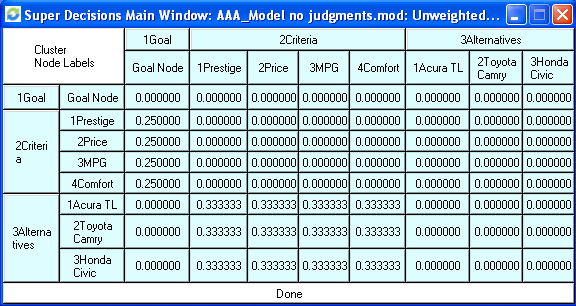 Super Decisions Main Window: AAA_Model no judgments.mod: Unweighted...
Cluster
Node Labels
1Goal 2Criteria 3Alternatives
Goal Node 1Prestige 2Price 3MPG 4Comfort 1Acura TL 2Toyota Camry 3Honda Civic
1Goal Goal Node 0.000000 0.000000 0.000000 0.000000 0.000000 0.000000 0.000000 0.000000
2Criteria 1Prestige 0.250000 0.000000 0.000000 0.000000 0.000000 0.000000 0.000000 0.000000
2Price 0.250000 0.000000 0.000000 0.000000 0.000000 0.000000 0.000000 0.000000
3MPG 0.250000 0.000000 0.000000 0.000000 0.000000 0.000000 0.000000 0.000000
4Comfort 0.250000 0.000000 0.000000 0.000000 0.000000 0.000000 0.000000 0.000000
3Alternatives 1Acura TL 0.000000 0.333333 0.333333 0.333333 0.333333 0.000000 0.000000 0.000000
2Toyota Camry 0.000000 0.333333 0.333333 0.333333 0.333333 0.000000 0.000000 0.000000
3Honda Civic 0.000000 0.333333 0.333333 0.333333 0.333333 0.000000 0.000000 0.000000
Done